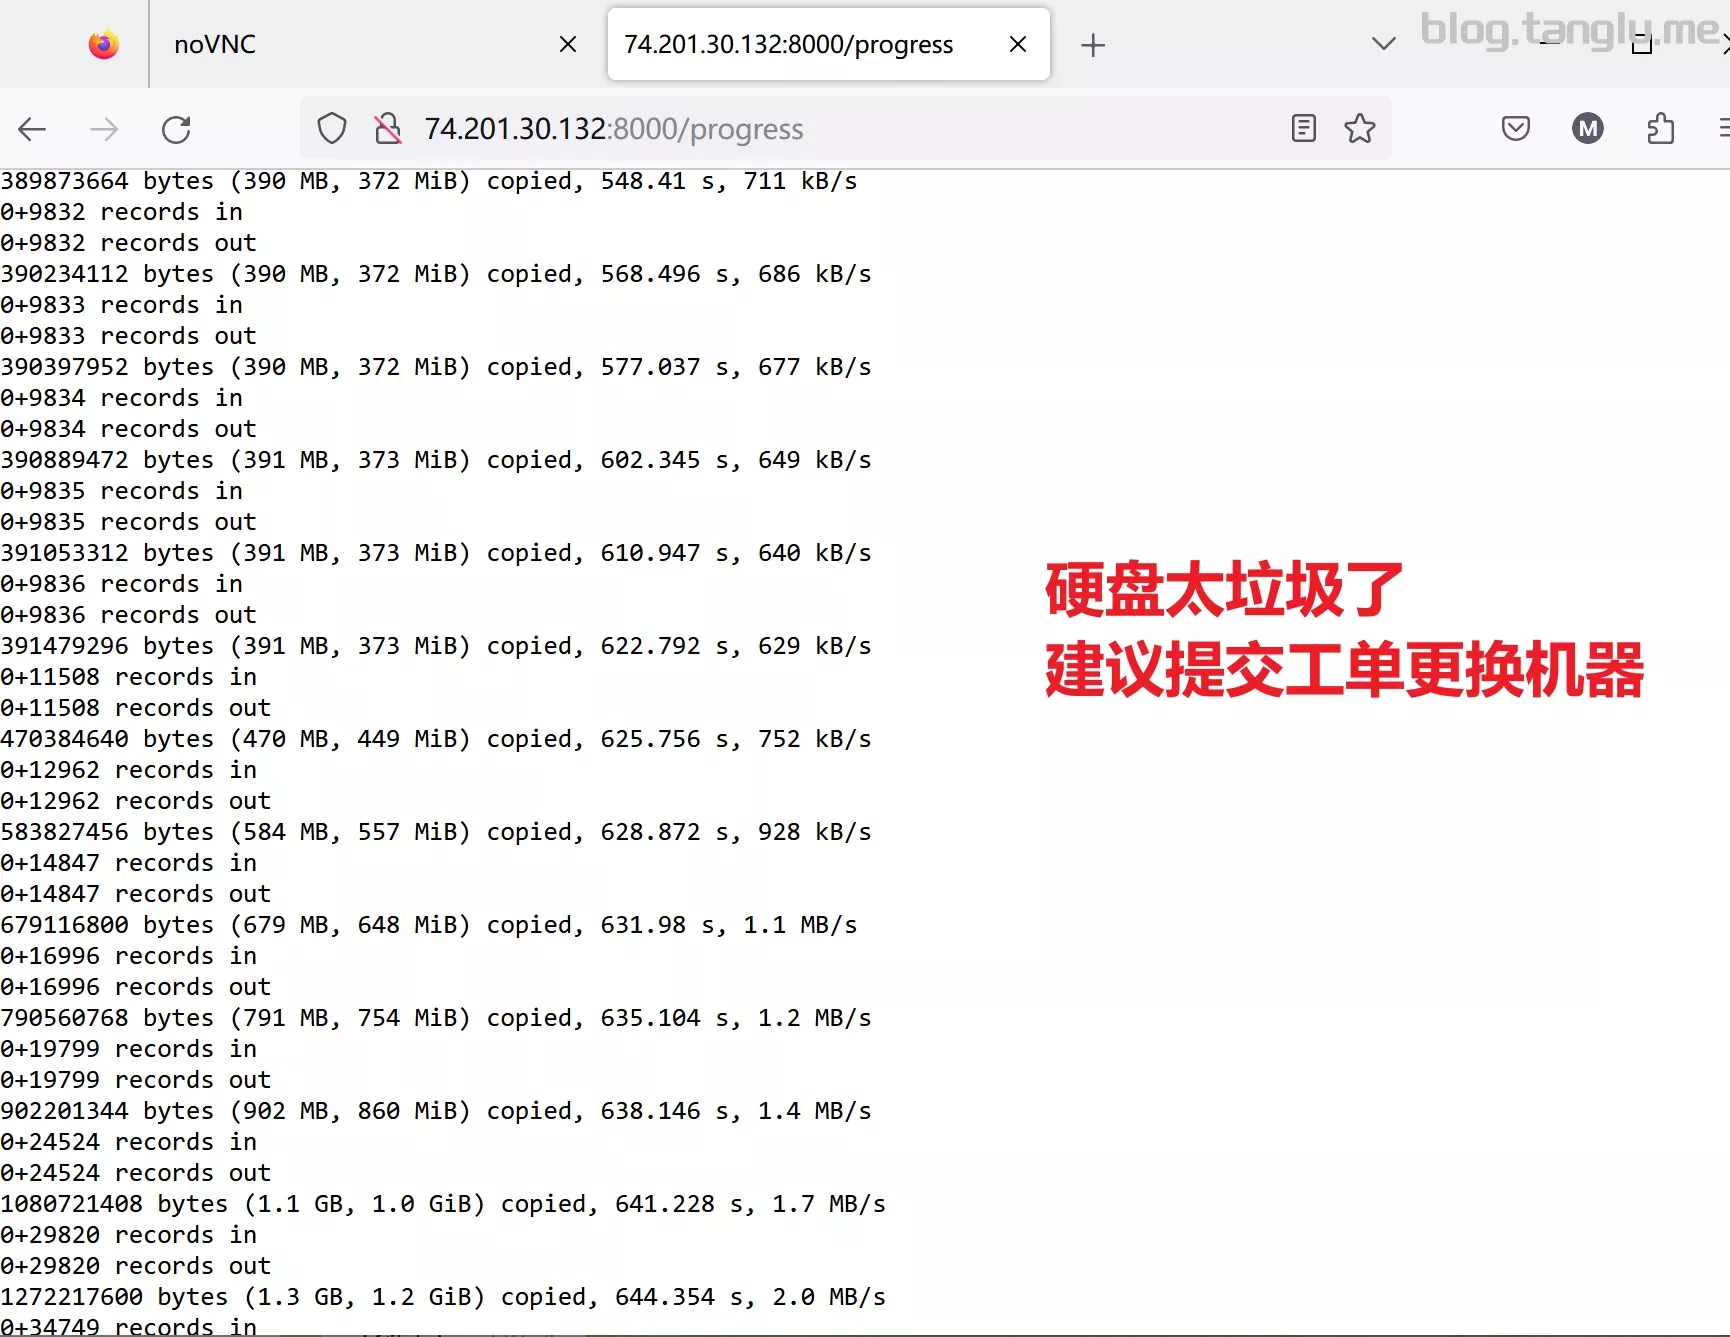 noVNC
74.201.30.132:8000/progress
blog.tanglu.me
74.201.30.132:8000/progress
M
389873664 bytes (390 MB, 372 MiB) copied, 548.41 s, 711 kB/s
0+9832 records in
0+9832 records out
390234112 bytes (390 MB, 372 MiB) copied, 568.496 s, 686 kB/s
0+9833 records in
0+9833 records out
390397952 bytes (390 MB, 372 MiB) copied, 577.037 s, 677 kB/s
0+9834 records in
0+9834 records out
390889472 bytes (391 MB, 373 MiB) copied, 602.345 s, 649 kB/s
0+9835 records in
0+9835 records out
391053312 bytes (391 MB, 373 MiB) copied, 610.947 s, 640 kB/s
0+9836 records in
0+9836 records out
391479296 bytes (391 MB, 373 MiB) copied, 622.792 s, 629 kB/s
0+11508 records in
0+11508 records out
470384640 bytes (470 MB, 449 MiB) copied, 625.756 s, 752 kB/s
0+12962 records in
0+12962 records out
583827456 bytes (584 MB, 557 MiB) copied, 628.872 s, 928 kB/s
0+14847 records in
0+14847 records out
679116800 bytes (679 MB, 648 MiB) copied, 631.98 s, 1.1 MB/s
0+16996 records in
0+16996 records out
790560768 bytes (791 MB, 754 MiB) copied, 635.104 s, 1.2 MB/s
0+19799 records in
0+19799 records out
902201344 bytes (902 MB, 860 MiB) copied, 638.146 s, 1.4 MB/s
0+24524 records in
0+24524 records out
1080721408 bytes (1.1 GB, 1.0 GiB) copied, 641.228 s, 1.7 MB/s
0+29820 records in
0+29820 records out
1272217600 bytes (1.3 GB, 1.2 GiB) copied, 644.354 s, 2.0 MB/s
0+34749 records in
硬盘太垃圾了
建议提交工单更换机器